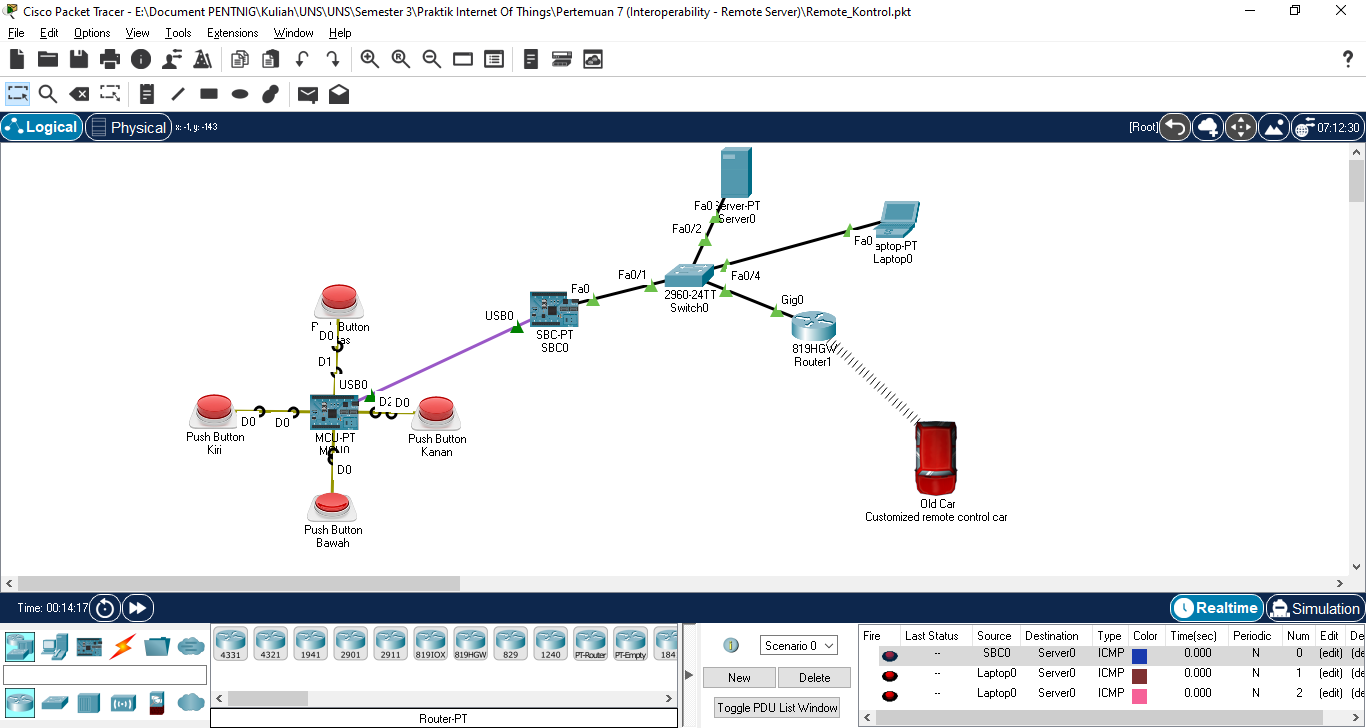 Cisco Packet Tracer - E:\Document PENTNIG\Kuliah\UNS\UNS\Semester 3\Praktik Internet Of Things\Pertemuan 7 (Interoperability - Remote Server)\Remote_Kontrol.pkt
File Edit Options View Tools Extensions Window Help
Logical Physical x: -1, y: -143 [Root] 07:12:30
Fa0 Server-PT
Server0
Fa0/2
Fa0 aptop-PT
Laptop0
Fa0/1
Fa0/4
2960-24TT
Switch0
Fa0
Gig0
USB0
SBC-PT
SBC0
819HGW
Router1
Button
D0 as
D1
USB0
D0 D0
D2 D0
Push Button
Kiri
MCU-PT
Push Button
Kanan
D0
Push Button
Bawah
Old Car
Customized remote control car
Time: 00:14:17
Realtime Simulation
4331 4321 1941 2901 2911 819IOX 819HGW 829 1240 PT-Router PT-Empty 184
Router-PT
Scenario 0
New Delete
Toggle PDU List Window
Fire Last Status Source Destination Type Color Time(sec) Periodic Num Edit De
-- SBC0 Server0 ICMP 0.000 N 0 (edit) (de
-- Laptop0 Server0 ICMP 0.000 N 1 (edit) (de
-- Laptop0 Server0 ICMP 0.000 N 2 (edit) (de